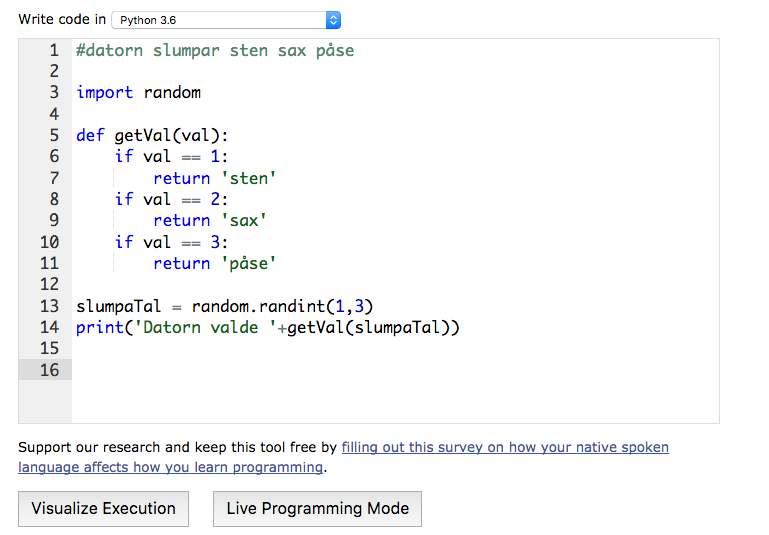 Write code in Python 3.6
1 #datorn slumpar sten sax påse
2
3 import random
4
5 def getVal(val):
6     if val == 1:
7         return 'sten'
8     if val == 2:
9         return 'sax'
10     if val == 3:
11         return 'påse'
12
13 slumpaTal = random.randint(1,3)
14 print('Datorn valde '+getVal(slumpaTal))
15
16
Support our research and keep this tool free by filling out this survey on how your native spoken
language affects how you learn programming.
Visualize Execution Live Programming Mode